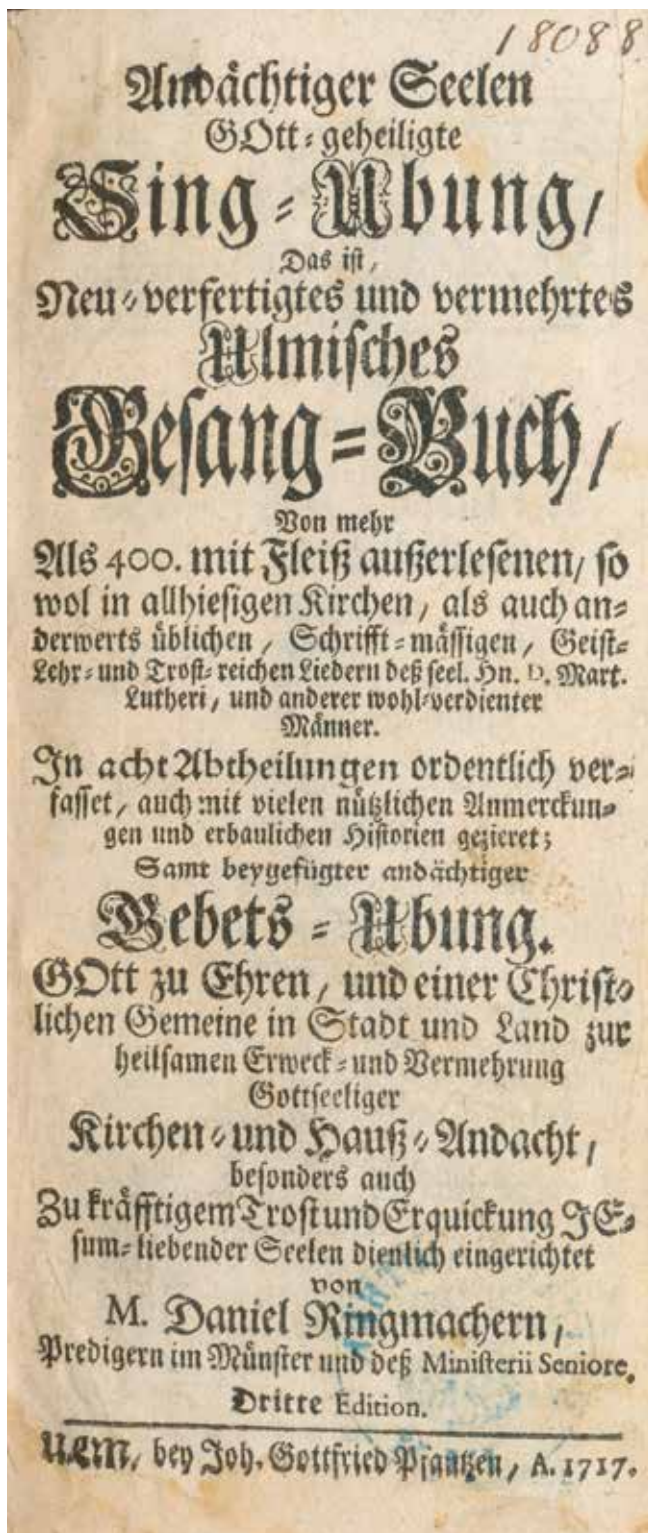 18088
Andächtiger Seelen
GOtt-geheiligte
Sing-Ubung/
Das ist/
Neu-verfertigtes und vermehrtes
Ulmisches
Gesang-Buch/
Von mehr
Als 400. mit Fleiß außerlesenen/ so
wol in allhiesigen Kirchen/ als auch an-
derwerts üblichen/ Schrifft-mässigen/ Geist-
Lehr- und Trost-reichen Liedern deß seel. Hn. D. Mart.
Lutheri/ und anderer wohl-verdienter
Männer.
In acht Abtheilungen ordentlich ver-
fasset/ auch mit vielen nützlichen Anmerckun-
gen und erbaulichen Historien gezieret;
Samt beygefügter andächtiger
Gebets-Ubung.
GOtt zu Ehren/ und einer Christ-
lichen Gemeine in Stadt und Land zur
heilsamen Erweck- und Vermehrung
Gottseeliger
Kirchen- und Hauß-Andacht/
besonders auch
Zu kräfftigem Trost und Erquickung JE-
sum-liebender Seelen dienlich eingerichtet
von
M. Daniel Ringmachern/
Predigern im Münster und deß Ministerii Seniore.
Dritte Edition.
ULM/ bey Joh. Gottfried Pfantzen/ A. 1717.